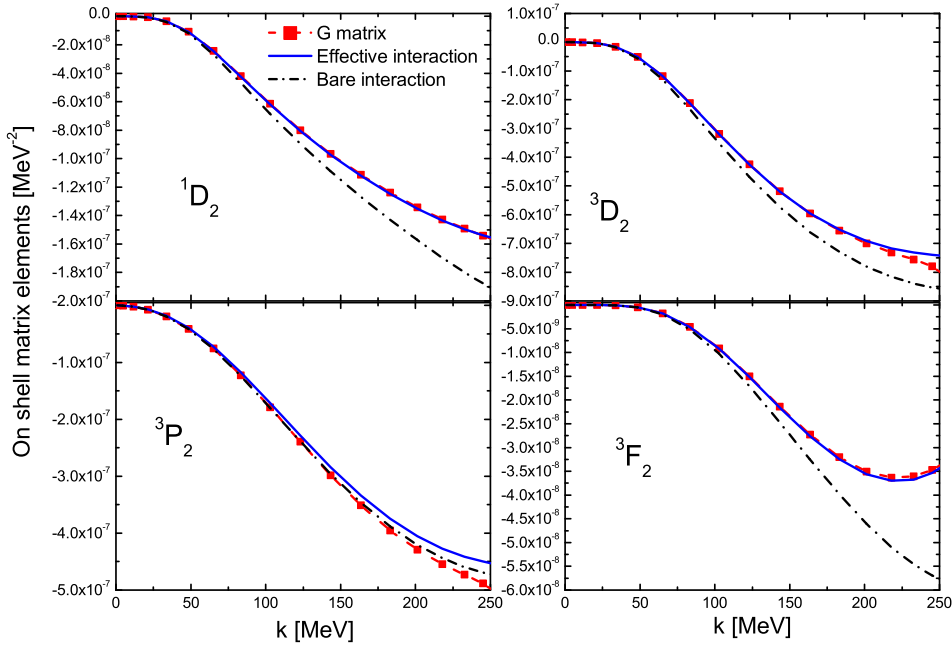 On shell matrix elements [MeV⁻²]
0.0
-2.0x10⁻⁸
-4.0x10⁻⁸
-6.0x10⁻⁸
-8.0x10⁻⁸
-1.0x10⁻⁷
-1.2x10⁻⁷
-1.4x10⁻⁷
-1.6x10⁻⁷
-1.8x10⁻⁷
-2.0x10⁻⁷
G matrix
Effective interaction
Bare interaction
¹D₂
1.0x10⁻⁷
0.0
-1.0x10⁻⁷
-2.0x10⁻⁷
-3.0x10⁻⁷
-4.0x10⁻⁷
-5.0x10⁻⁷
-6.0x10⁻⁷
-7.0x10⁻⁷
-8.0x10⁻⁷
-9.0x10⁻⁷
³D₂
-1.0x10⁻⁷
-2.0x10⁻⁷
-3.0x10⁻⁷
-4.0x10⁻⁷
-5.0x10⁻⁷
³P₂
0 50 100 150 200 250
k [MeV]
-5.0x10⁻⁹
-1.0x10⁻⁸
-1.5x10⁻⁸
-2.0x10⁻⁸
-2.5x10⁻⁸
-3.0x10⁻⁸
-3.5x10⁻⁸
-4.0x10⁻⁸
-4.5x10⁻⁸
-5.0x10⁻⁸
-5.5x10⁻⁸
-6.0x10⁻⁸
³F₂
0 50 100 150 200 250
k [MeV]